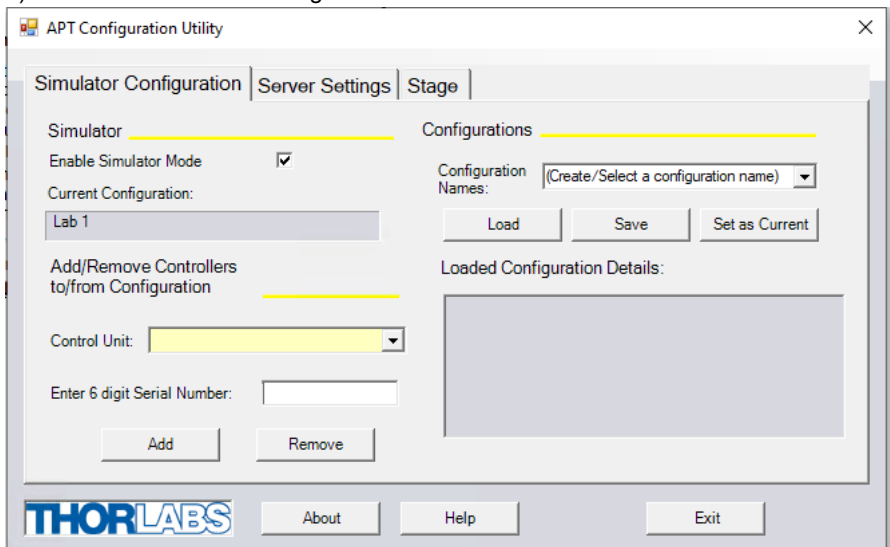 APT Configuration Utility
Simulator Configuration
Server Settings
Stage
Simulator
Enable Simulator Mode
Current Configuration:
Lab 1
Add/Remove Controllers
to/from Configuration
Control Unit:
Enter 6 digit Serial Number:
Add
Remove
Configurations
Configuration
Names:
(Create/Select a configuration name)
Load
Save
Set as Current
Loaded Configuration Details:
THORLABS
About
Help
Exit